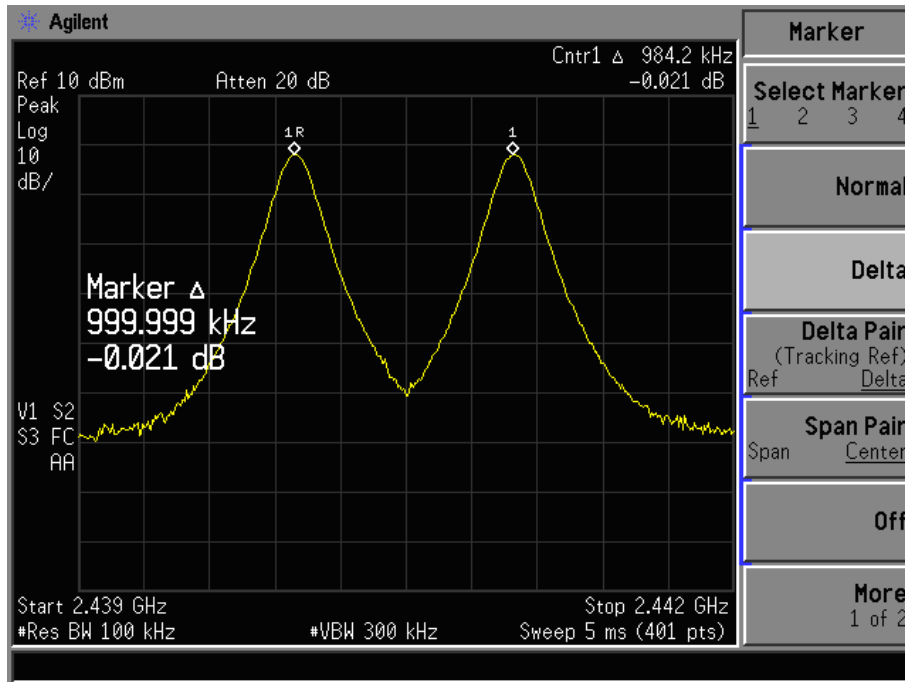 Agilent
Marker
Cntr1 Δ 984.2 kHz
Ref 10 dBm Atten 20 dB -0.021 dB
Peak
Log
10
dB/
1R
1
Select Marker
1 2 3 4
Normal
Delta
Marker Δ
999.999 kHz
-0.021 dB
Delta Pair
(Tracking Ref)
Ref Delta
V1 S2
S3 FC
AA
Span Pair
Span Center
Off
Start 2.439 GHz Stop 2.442 GHz
#Res BW 100 kHz #VBW 300 kHz Sweep 5 ms (401 pts)
More
1 of 2